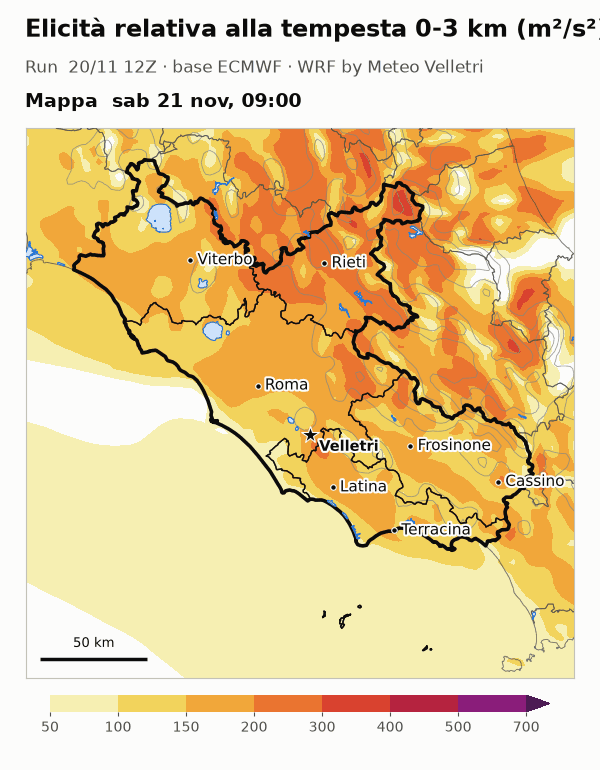 Elicità relativa alla tempesta 0-3 km (m²/s²)
Run 20/11 12Z · base ECMWF · WRF by Meteo Velletri
Mappa sab 21 nov, 09:00
Viterbo
Rieti
Roma
Velletri
Frosinone
Cassino
Latina
Terracina
50 km
50 100 150 200 300 400 500 700